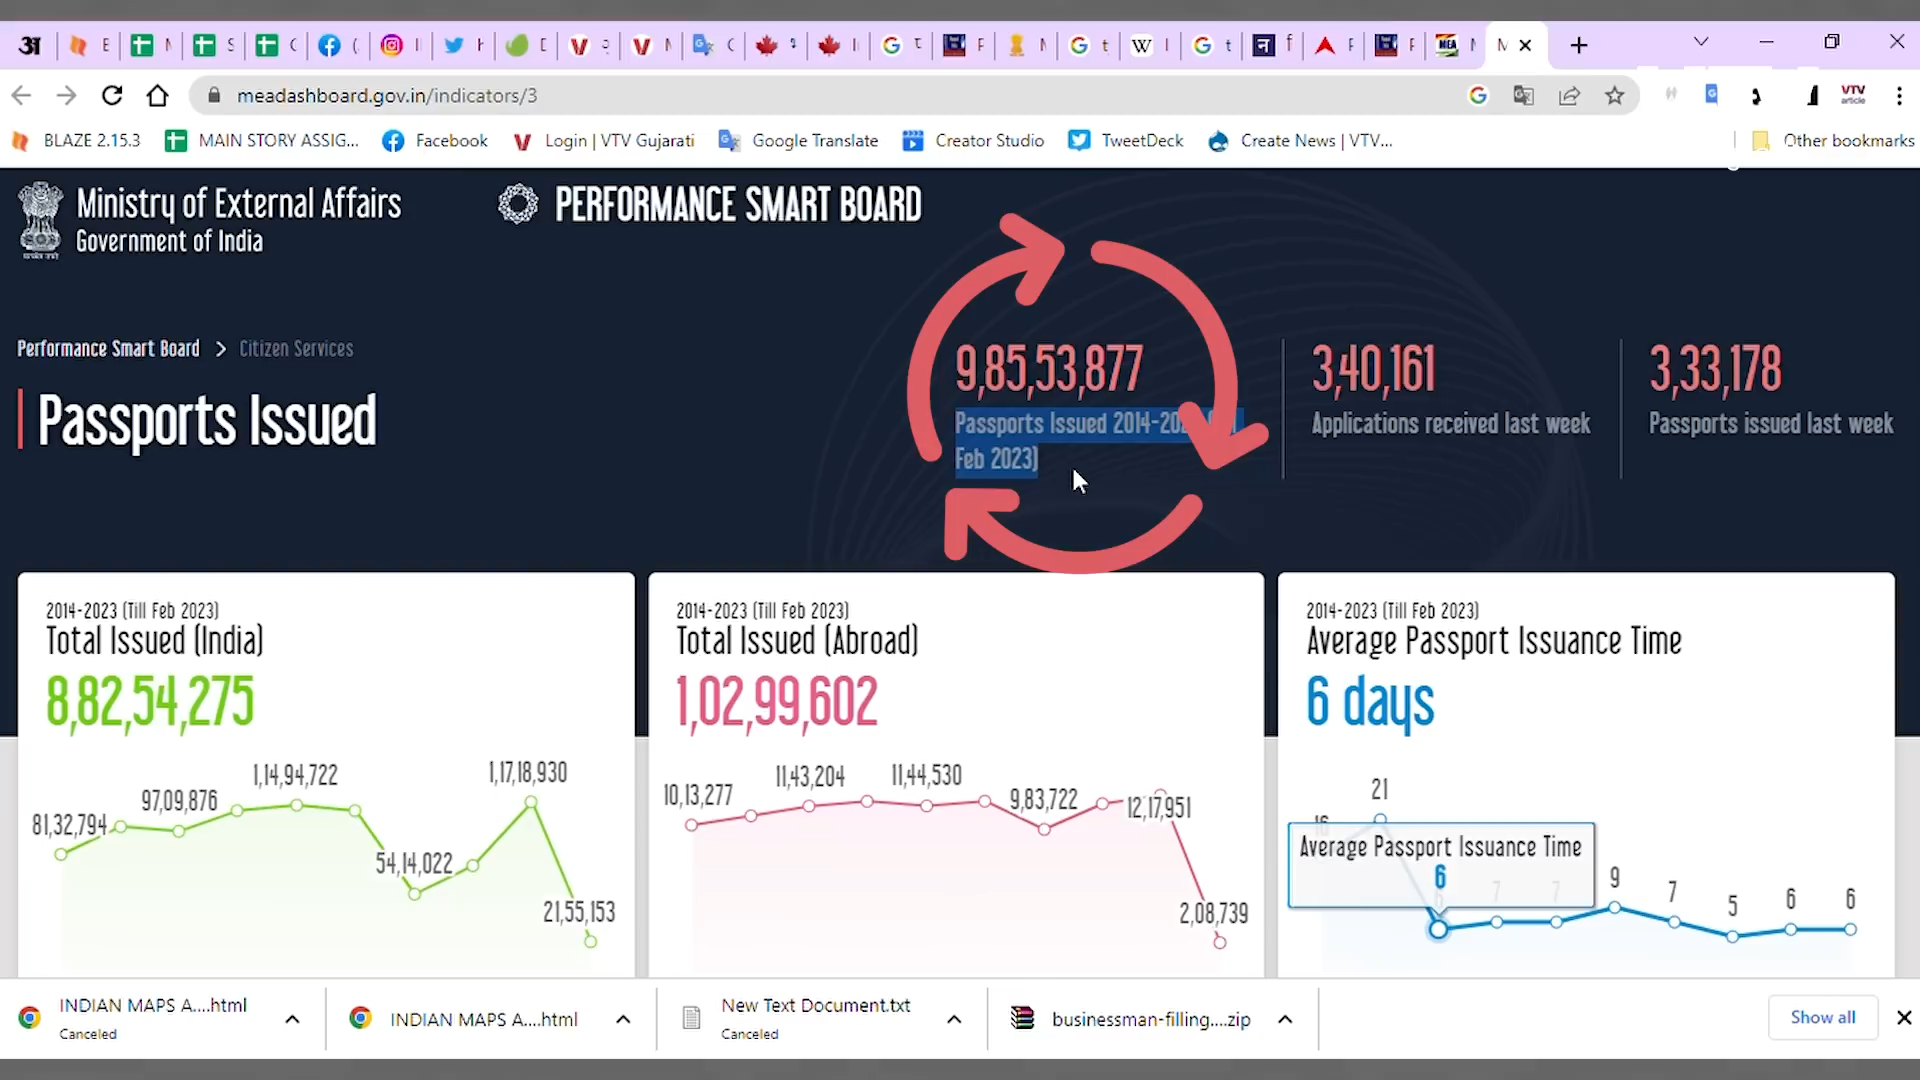 meadashboard.gov.in/indicators/3
VTV
article
BLAZE 2.15.3
MAIN STORY ASSIG...
Facebook
Login | VTV Gujarati
Google Translate
Creator Studio
TweetDeck
Create News | VTV...
Other bookmarks
Ministry of External Affairs
Government of India
PERFORMANCE SMART BOARD
Performance Smart Board > Citizen Services
Passports Issued
9,85,53,877
Passports Issued 2014-20
Feb 2023)
3,40,161
Applications received last week
3,33,178
Passports issued last week
2014-2023 (Till Feb 2023)
Total Issued (India)
8,82,54,275
81,32,794
97,09,876
1,14,94,722
54,14,022
1,17,18,930
21,55,153
2014-2023 (Till Feb 2023)
Total Issued (Abroad)
1,02,99,602
10,13,277
11,43,204
11,44,530
9,83,722
12,17,951
2,08,739
2014-2023 (Till Feb 2023)
Average Passport Issuance Time
6 days
16
21
Average Passport Issuance Time
6
7
7
9
7
5
6
6
INDIAN MAPS A....html
Canceled
INDIAN MAPS A....html
New Text Document.txt
Canceled
businessman-filling....zip
Show all